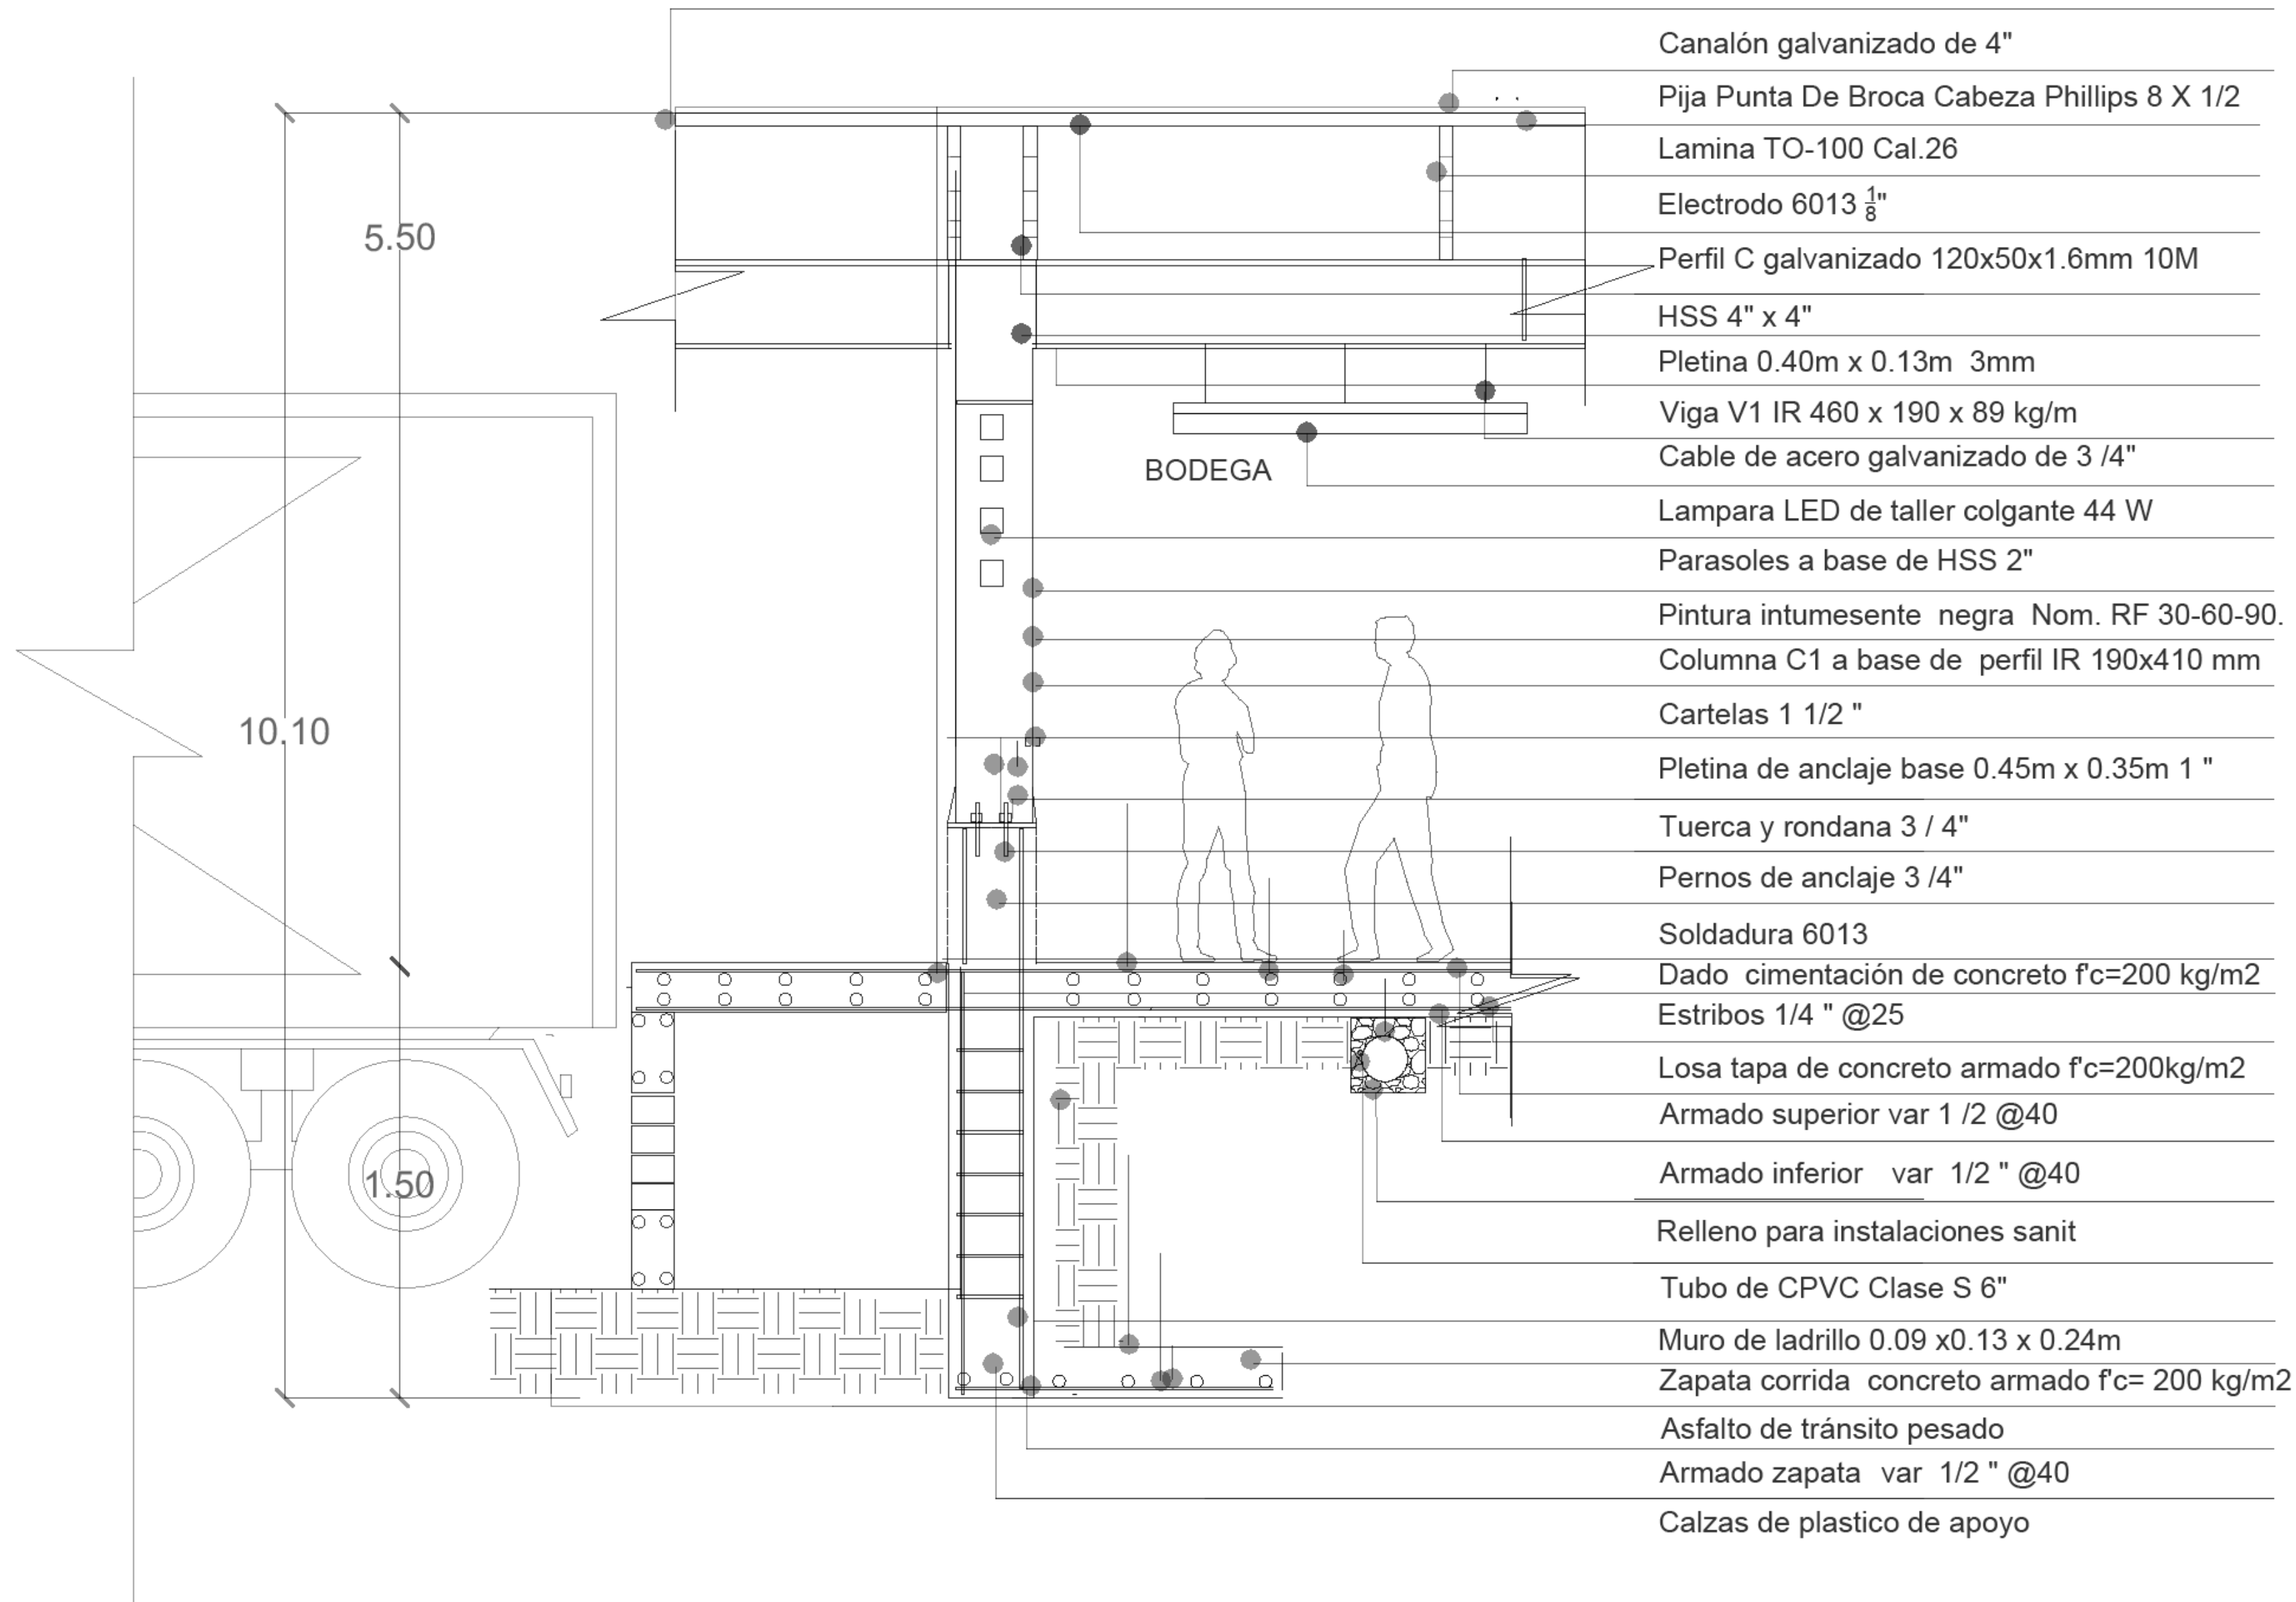 Canalón galvanizado de 4"
Pija Punta De Broca Cabeza Phillips 8 X 1/2
Lamina TO-100 Cal.26
5.50
Electrodo 6013 1/8"
Perfil C galvanizado 120x50x1.6mm 10M
HSS 4" x 4"
Pletina 0.40m x 0.13m 3mm
Viga V1 IR 460 x 190 x 89 kg/m
Cable de acero galvanizado de 3 /4"
BODEGA
Lampara LED de taller colgante 44 W
Parasoles a base de HSS 2"
Pintura intumesente negra Nom. RF 30-60-90.
Columna C1 a base de perfil IR 190x410 mm
Cartelas 1 1/2 "
10.10
Pletina de anclaje base 0.45m x 0.35m 1 "
Tuerca y rondana 3 / 4"
Pernos de anclaje 3 /4"
Soldadura 6013
Dado cimentación de concreto f'c=200 kg/m2
Estribos 1/4 " @25
Losa tapa de concreto armado f'c=200kg/m2
Armado superior var 1 /2 @40
Armado inferior var 1/2 " @40
1.50
Relleno para instalaciones sanit
Tubo de CPVC Clase S 6"
Muro de ladrillo 0.09 x0.13 x 0.24m
Zapata corrida concreto armado f'c= 200 kg/m2
Asfalto de tránsito pesado
Armado zapata var 1/2 " @40
Calzas de plastico de apoyo